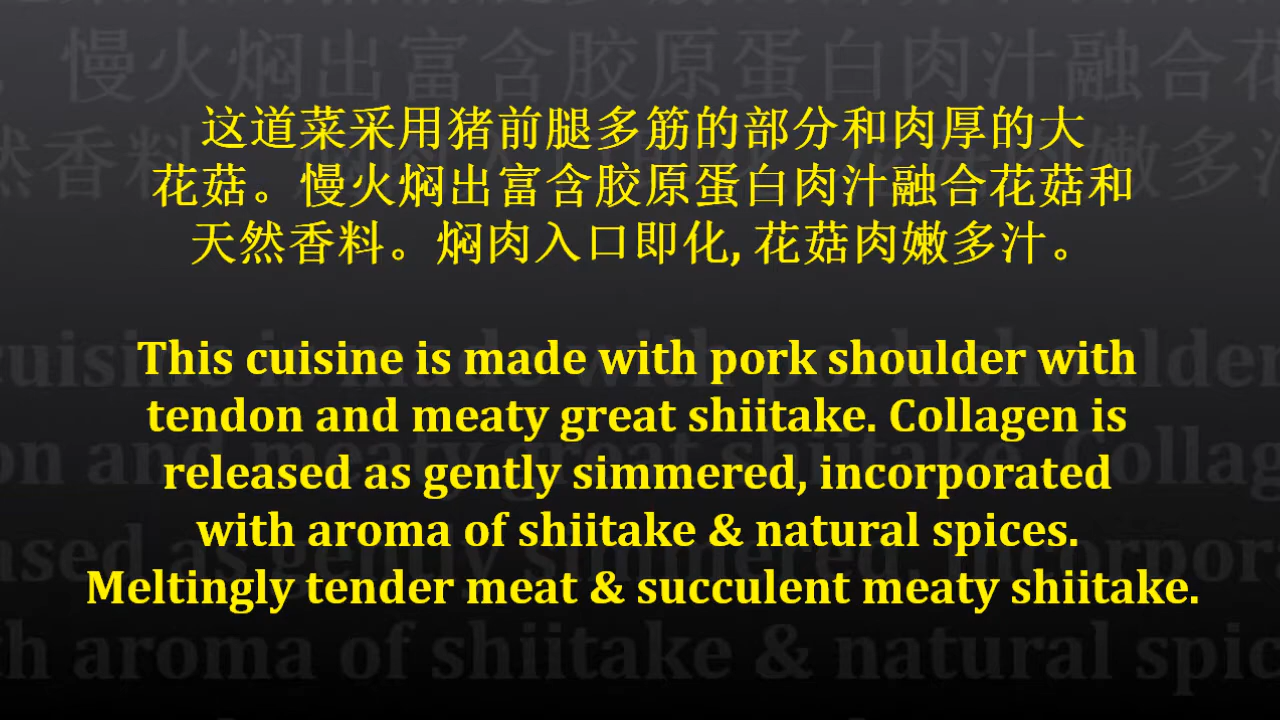 这道菜采用猪前腿多筋的部分和肉厚的大
花菇。慢火焖出富含胶原蛋白肉汁融合花菇和
天然香料。焖肉入口即化, 花菇肉嫩多汁。
This cuisine is made with pork shoulder with
tendon and meaty great shiitake. Collagen is
released as gently simmered, incorporated
with aroma of shiitake & natural spices.
Meltingly tender meat & succulent meaty shiitake.